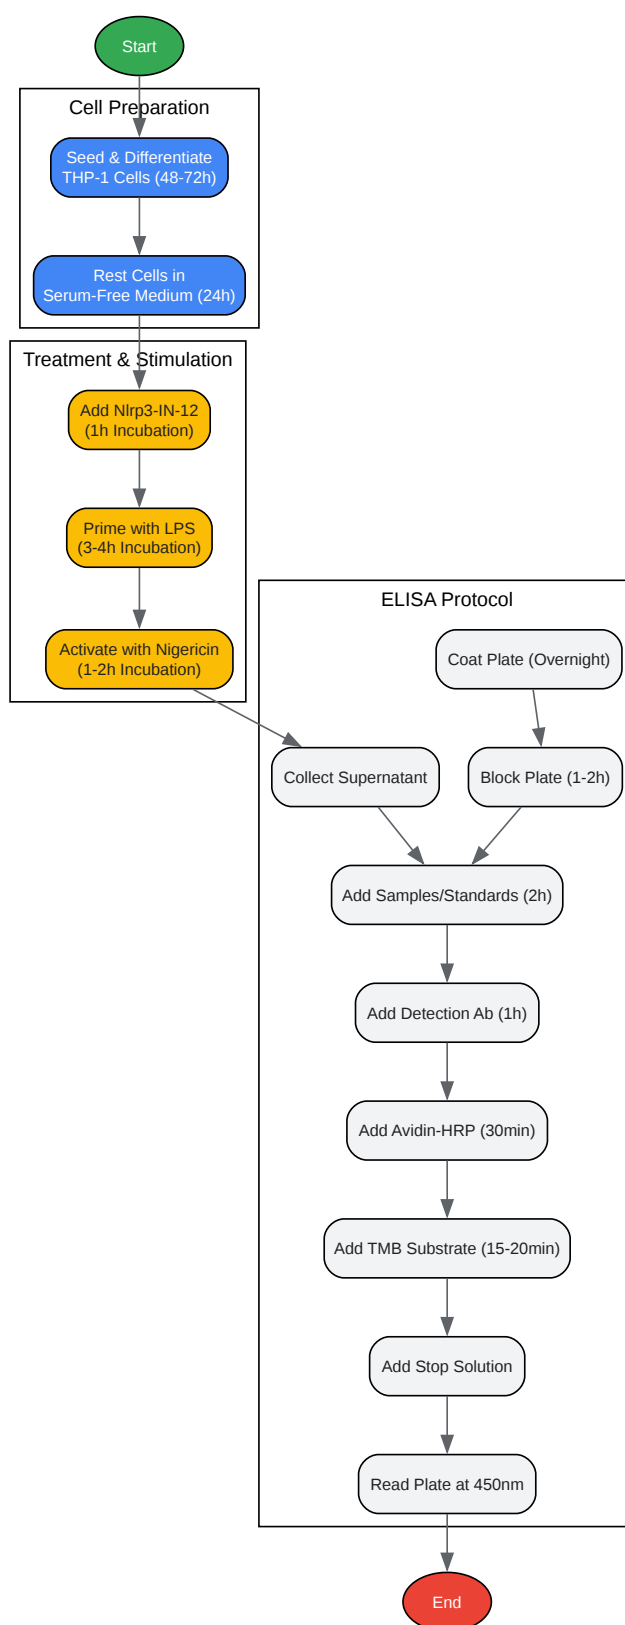 Start
Cell Preparation
Seed & Differentiate
THP-1 Cells (48-72h)
Rest Cells in
Serum-Free Medium (24h)
Treatment & Stimulation
Add Nlrp3-IN-12
(1h Incubation)
Prime with LPS
(3-4h Incubation)
Activate with Nigericin
(1-2h Incubation)
ELISA Protocol
Coat Plate (Overnight)
Collect Supernatant
Block Plate (1-2h)
Add Samples/Standards (2h)
Add Detection Ab (1h)
Add Avidin-HRP (30min)
Add TMB Substrate (15-20min)
Add Stop Solution
Read Plate at 450nm
End